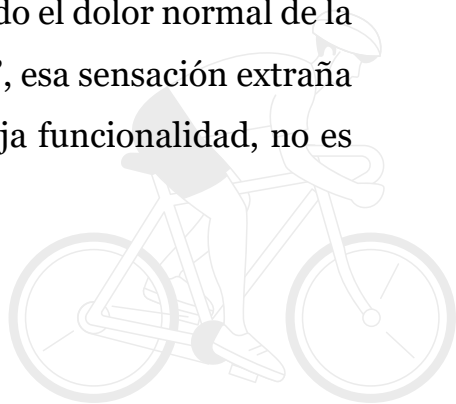 do el dolor normal de la
, esa sensación extraña
ja funcionalidad, no es